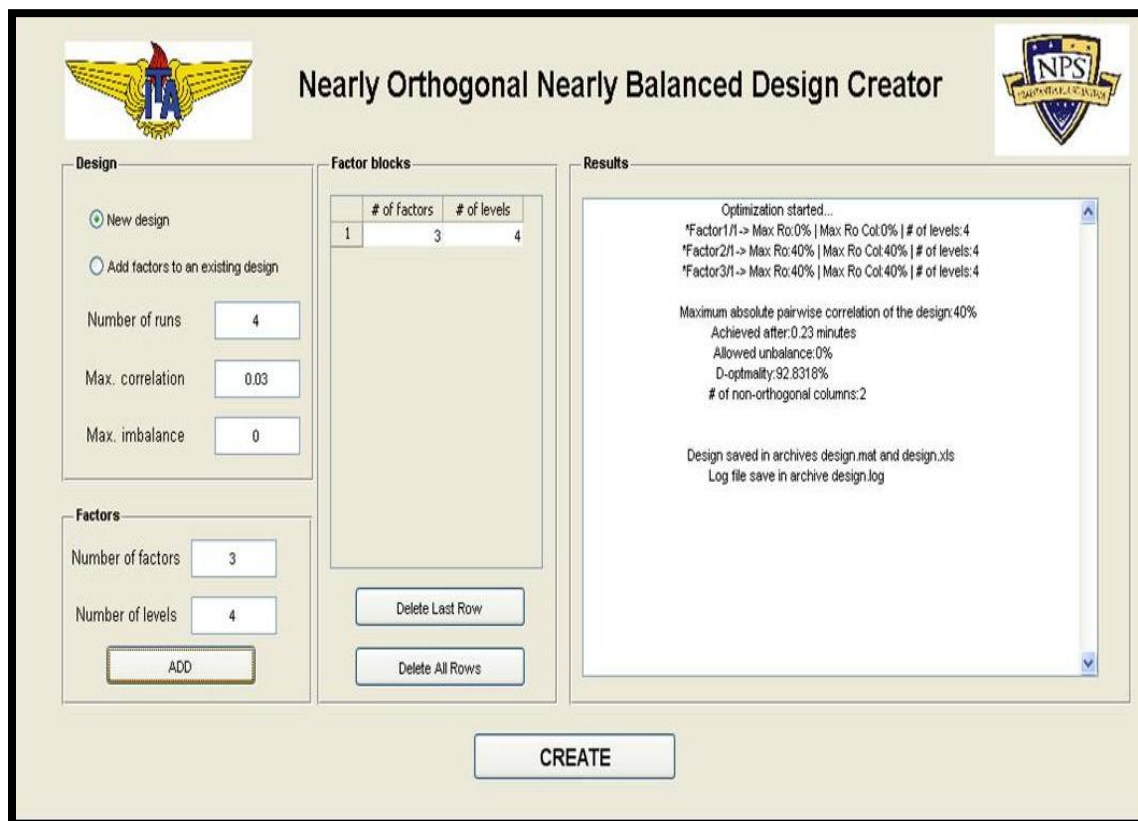 ITA
Nearly Orthogonal Nearly Balanced Design Creator
NPS
Design
New design
Add factors to an existing design
Number of runs 4
Max. correlation 0.03
Max. imbalance 0
Factors
Number of factors 3
Number of levels 4
ADD
Factor blocks
# of factors # of levels
1 3 4
Delete Last Row
Delete All Rows
Results
Optimization started...
*Factor1/1-> Max Ro:0% | Max Ro Col:0% | # of levels:4
*Factor2/1-> Max Ro:40% | Max Ro Col:40% | # of levels:4
*Factor3/1-> Max Ro:40% | Max Ro Col:40% | # of levels:4
Maximum absolute pairwise correlation of the design:40%
Achieved after:0.23 minutes
Allowed unbalance:0%
D-optmality:92.8318%
# of non-orthogonal columns:2
Design saved in archives design.mat and design.xls
Log file save in archive design.log
CREATE